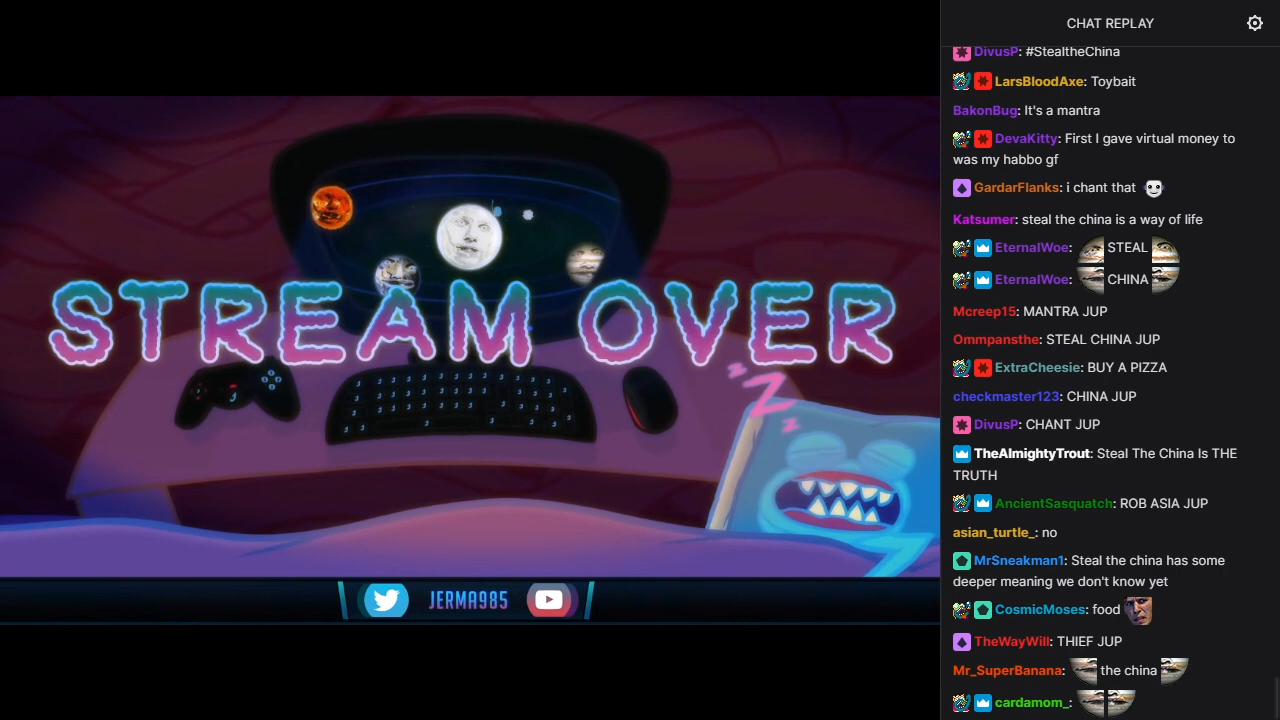 STREAM OVER
z
Z
z
JERMA985
CHAT REPLAY
DivusP: #StealtheChina
LarsBloodAxe: Toybait
BakonBug: It's a mantra
DevaKitty: First I gave virtual money to
was my habbo gf
GardarFlanks: i chant that
Katsumer: steal the china is a way of life
EternalWoe: STEAL
EternalWoe: CHINA
Mcreep15: MANTRA JUP
Ommpansthe: STEAL CHINA JUP
ExtraCheesie: BUY A PIZZA
checkmaster123: CHINA JUP
DivusP: CHANT JUP
TheAlmightyTrout: Steal The China Is THE
TRUTH
AncientSasquatch: ROB ASIA JUP
asian_turtle_: no
MrSneakman1: Steal the china has some
deeper meaning we don't know yet
CosmicMoses: food
TheWayWill: THIEF JUP
Mr_SuperBanana: the china
cardamom_: